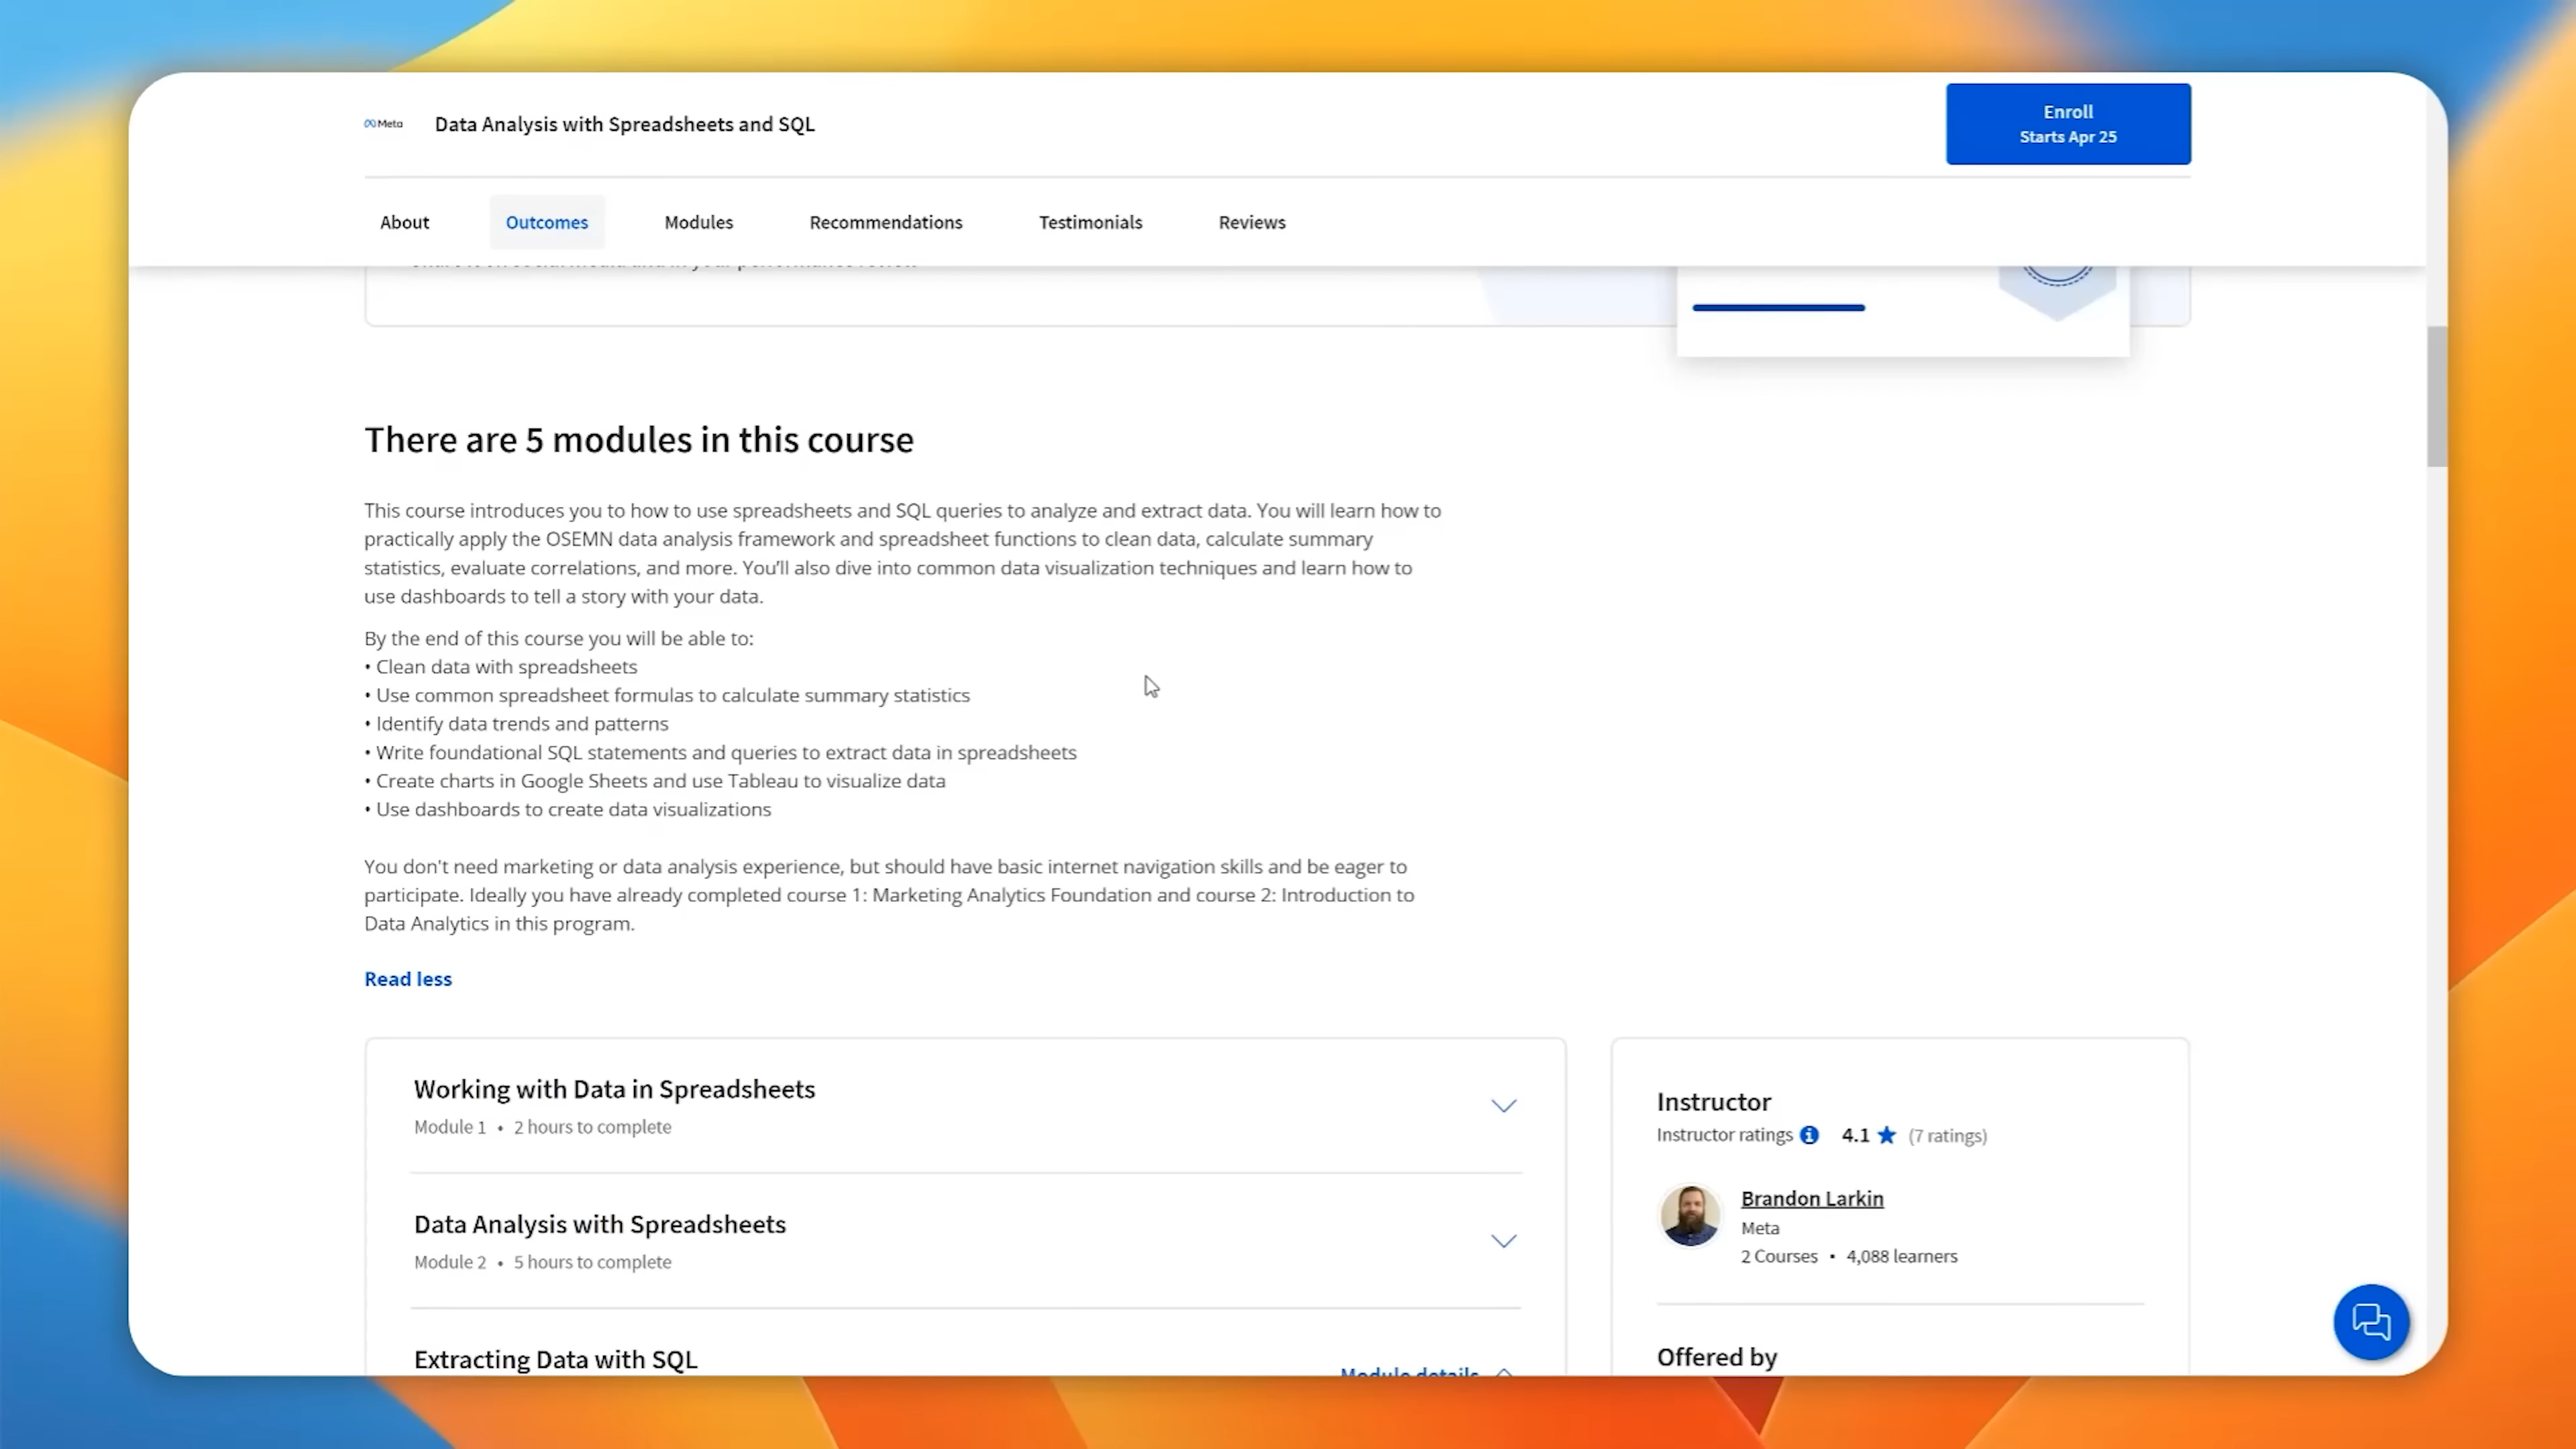 Meta
Data Analysis with Spreadsheets and SQL
Enroll
Starts Apr 25
About
Outcomes
Modules
Recommendations
Testimonials
Reviews
There are 5 modules in this course
This course introduces you to how to use spreadsheets and SQL queries to analyze and extract data. You will learn how to
practically apply the OSEMN data analysis framework and spreadsheet functions to clean data, calculate summary
statistics, evaluate correlations, and more. You’ll also dive into common data visualization techniques and learn how to
use dashboards to tell a story with your data.
By the end of this course you will be able to:
• Clean data with spreadsheets
• Use common spreadsheet formulas to calculate summary statistics
• Identify data trends and patterns
• Write foundational SQL statements and queries to extract data in spreadsheets
• Create charts in Google Sheets and use Tableau to visualize data
• Use dashboards to create data visualizations
You don't need marketing or data analysis experience, but should have basic internet navigation skills and be eager to
participate. Ideally you have already completed course 1: Marketing Analytics Foundation and course 2: Introduction to
Data Analytics in this program.
Read less
Working with Data in Spreadsheets
Module 1 • 2 hours to complete
Data Analysis with Spreadsheets
Module 2 • 5 hours to complete
Extracting Data with SQL
Module details
Instructor
Instructor ratings 4.1 ★ (7 ratings)
Brandon Larkin
Meta
2 Courses • 4,088 learners
Offered by